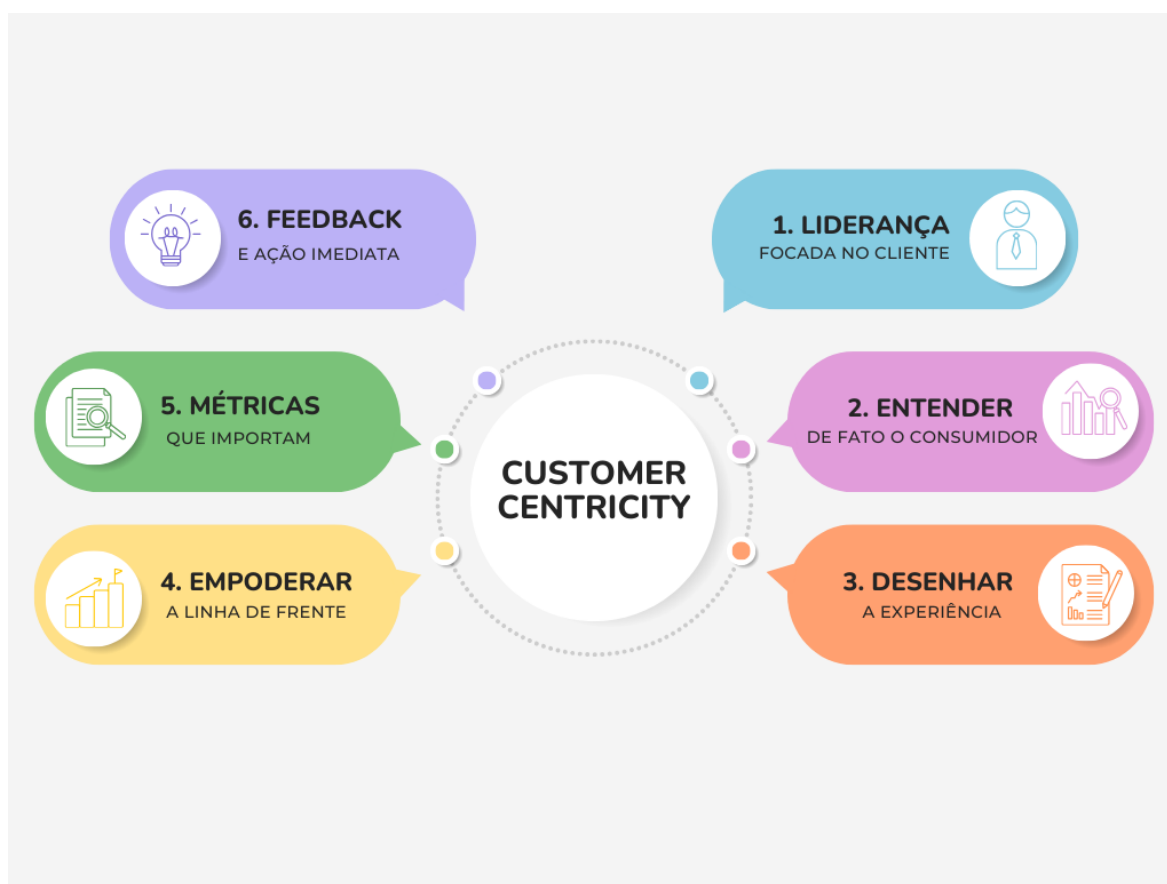 CUSTOMER
CENTRICITY
1. LIDERANÇA
FOCADA NO CLIENTE
2. ENTENDER
DE FATO O CONSUMIDOR
3. DESENHAR
A EXPERIÊNCIA
4. EMPODERAR
A LINHA DE FRENTE
5. MÉTRICAS
QUE IMPORTAM
6. FEEDBACK
E AÇÃO IMEDIATA